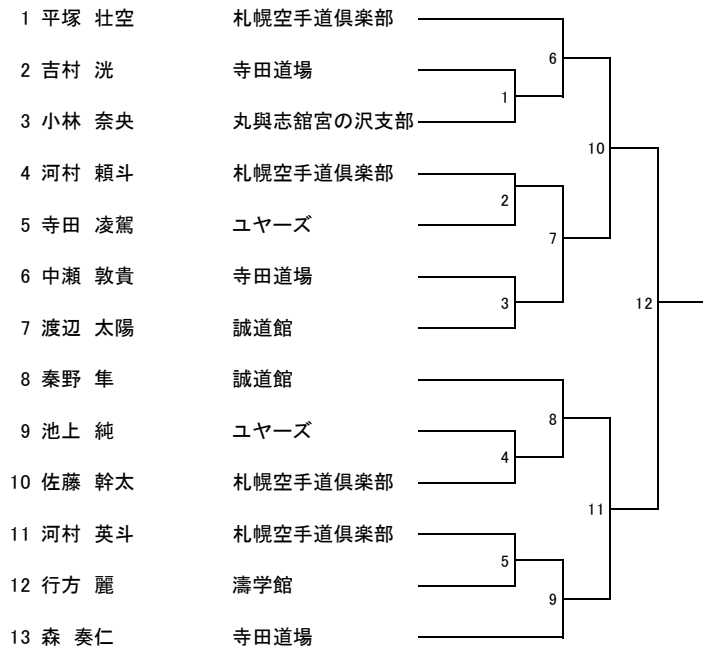 1 平塚 壮空 札幌空手道倶楽部
6
2 吉村 洸 寺田道場
1
3 小林 奈央 丸與志舘宮の沢支部
10
4 河村 頼斗 札幌空手道倶楽部
2
5 寺田 凌駕 ユヤーズ
7
6 中瀬 敦貴 寺田道場
3 12
7 渡辺 太陽 誠道館
8 秦野 隼 誠道館
8
9 池上 純 ユヤーズ
4
10 佐藤 幹太 札幌空手道倶楽部
11
11 河村 英斗 札幌空手道倶楽部
5
12 行方 麗 濤学館
9
13 森 奏仁 寺田道場